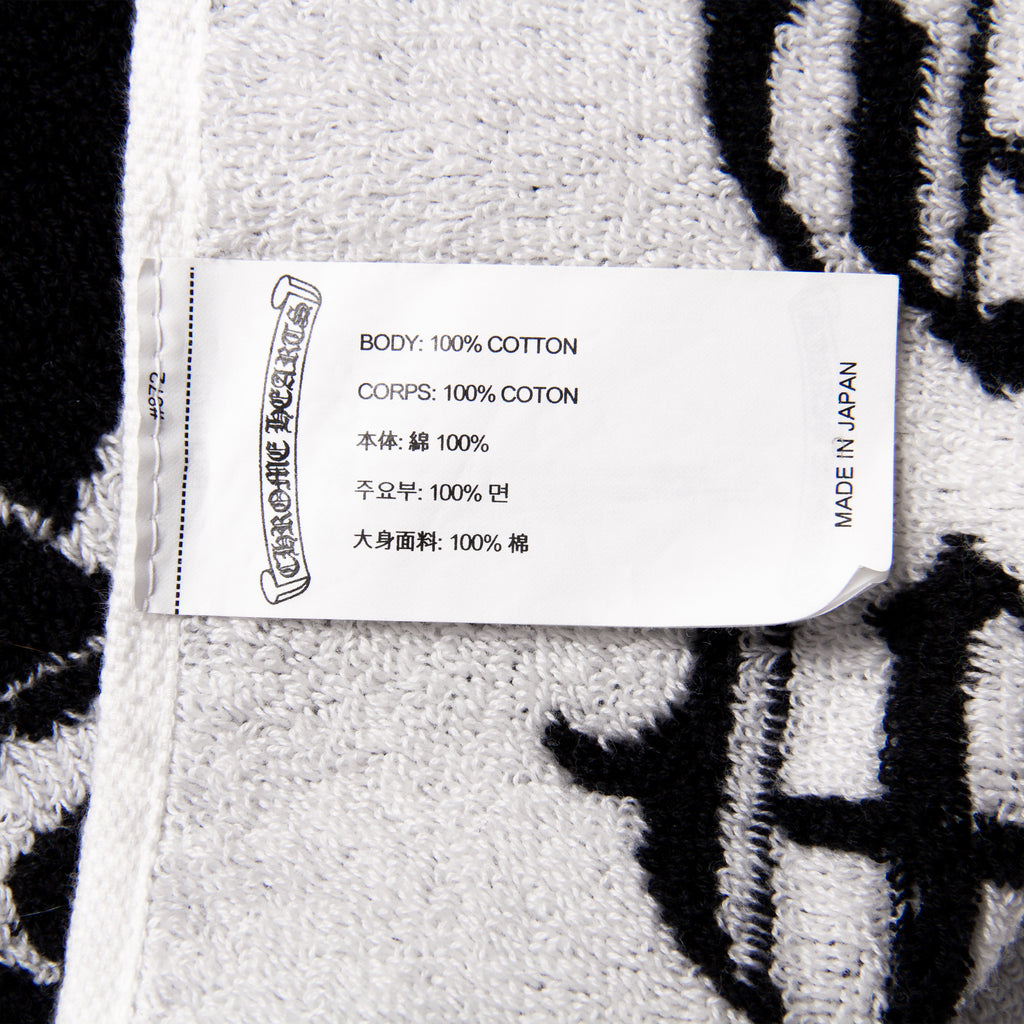 CHROME HEARTS
BODY: 100% COTTON
CORPS: 100% COTON
本体: 綿 100%
주요부: 100% 면
大身面料: 100% 棉
MADE IN JAPAN